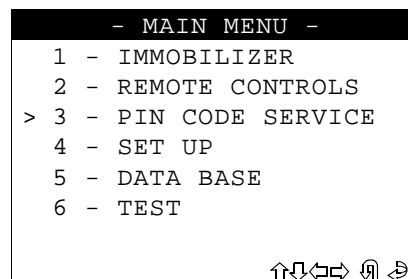 - MAIN MENU -
1 - IMMOBILIZER
2 - REMOTE CONTROLS
> 3 - PIN CODE SERVICE
4 - SET UP
5 - DATA BASE
6 - TEST